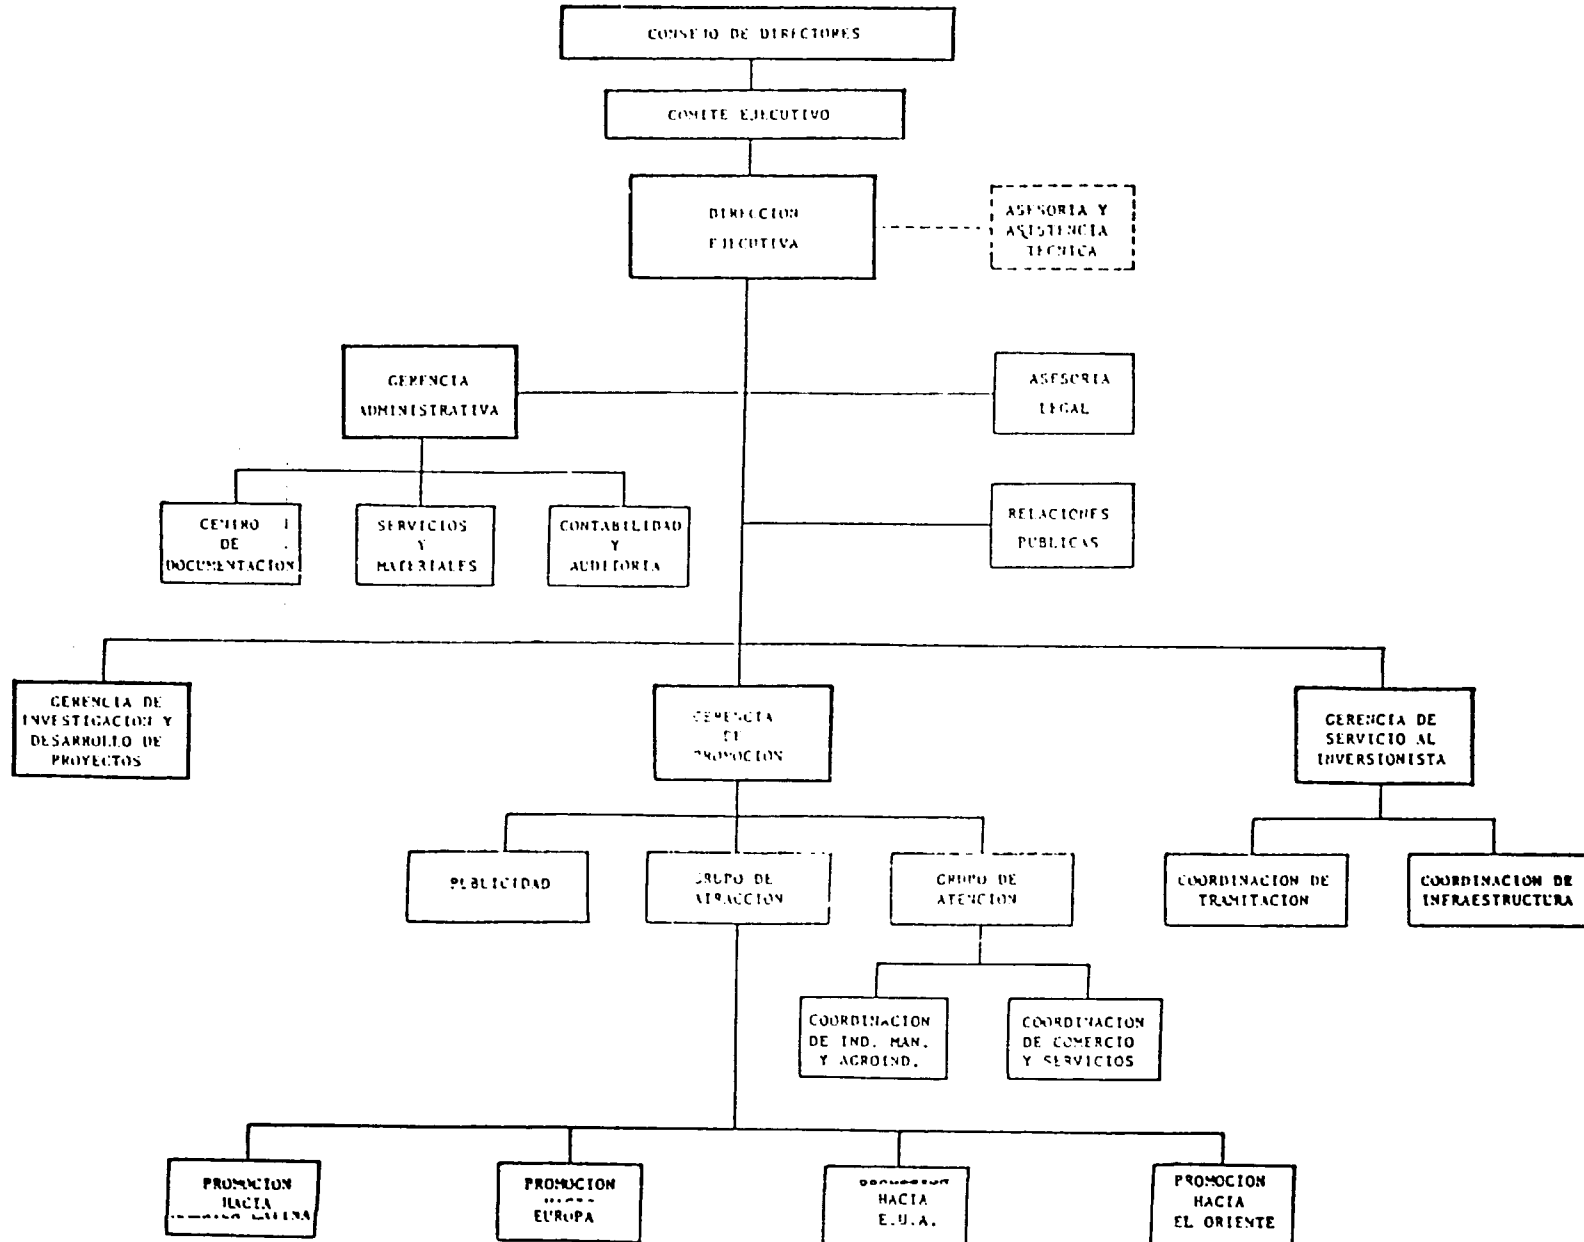 CONSEJO DE DIRECTORES
COMITE EJECUTIVO
DIRECCION
EJECUTIVA
ASESORIA Y
ASISTENCIA
TECNICA
GERENCIA
ADMINISTRATIVA
ASESORIA
LEGAL
CENTRO
DE
DOCUMENTACION
SERVICIOS
Y
MATERIALES
CONTABILIDAD
Y
AUDITORIA
RELACIONES
PUBLICAS
GERENCIA DE
INVESTIGACION Y
DESARROLLO DE
PROYECTOS
GERENCIA
DE
PROMOCION
GERENCIA DE
SERVICIO AL
INVERSIONISTA
PUBLICIDAD
GRUPO DE
ATRACCION
GRUPO DE
ATENCION
COORDINACION DE
TRAMITACION
COORDINACION DE
INFRAESTRUCTURA
COORDINACION
DE IND. MAN.
Y AGROIND.
COORDINACION
DE COMERCIO
Y SERVICIOS
PROMOCION
HACIA
LATINA
PROMOCION
EUROPA
PROMOCION
HACIA
E.U.A.
PROMOCION
HACIA
EL ORIENTE